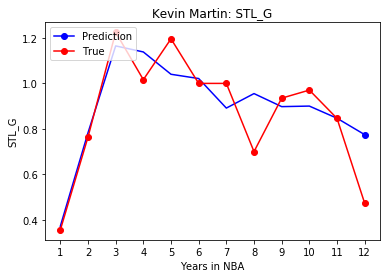 Kevin Martin: STL_G
Prediction
True
1.2
1.0
0.8
0.6
0.4
STL_G
1 2 3 4 5 6 7 8 9 10 11 12
Years in NBA